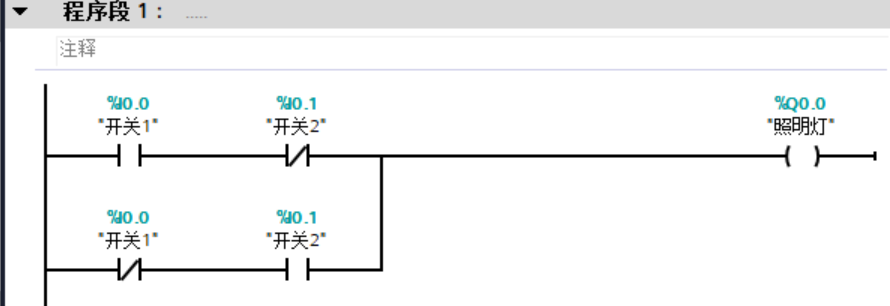 程序段 1： .....
注释
%I0.0 %I0.1 %Q0.0
"开关1" "开关2" "照明灯"
%I0.0 %I0.1
"开关1" "开关2"